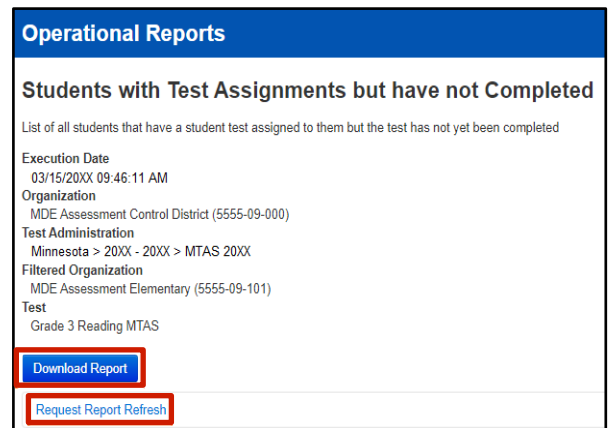 Operational Reports
Students with Test Assignments but have not Completed
List of all students that have a student test assigned to them but the test has not yet been completed
Execution Date
03/15/20XX 09:46:11 AM
Organization
MDE Assessment Control District (5555-09-000)
Test Administration
Minnesota > 20XX - 20XX > MTAS 20XX
Filtered Organization
MDE Assessment Elementary (5555-09-101)
Test
Grade 3 Reading MTAS
Download Report
Request Report Refresh